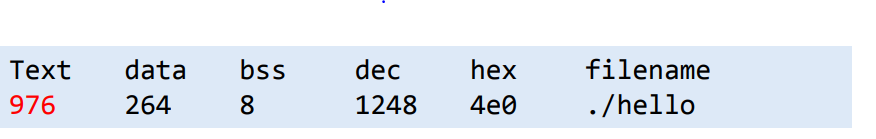 Text data bss dec hex filename
976 264 8 1248 4e0 ./hello